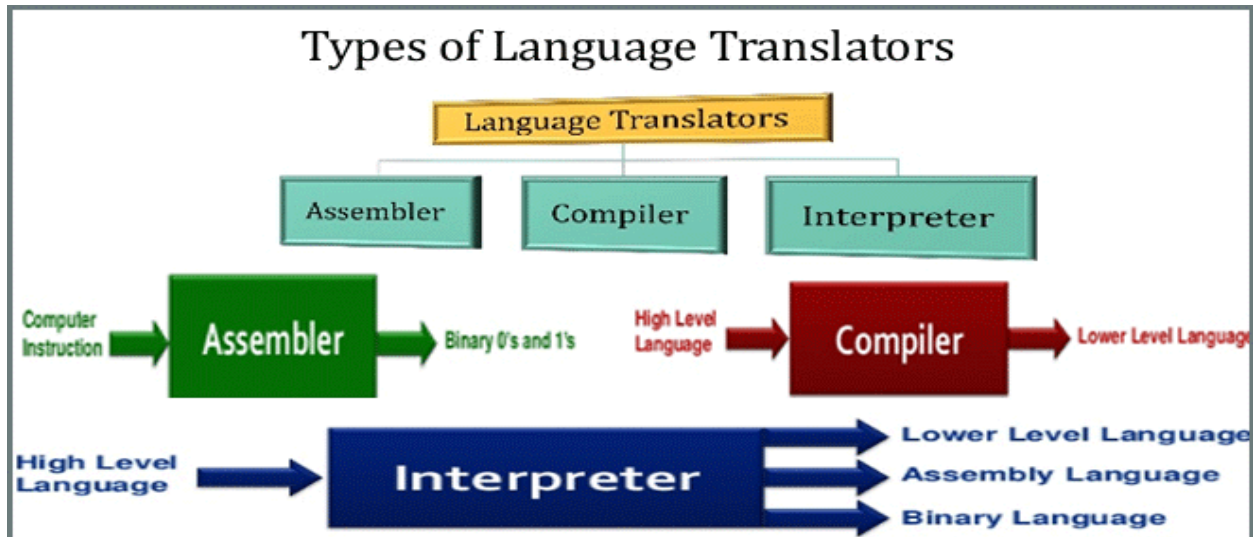 Types of Language Translators
Language Translators
Assembler
Compiler
Interpreter
Computer
Instruction
Assembler
Binary 0's and 1's
High Level
Language
Compiler
Lower Level Language
High Level
Language
Interpreter
Lower Level Language
Assembly Language
Binary Language